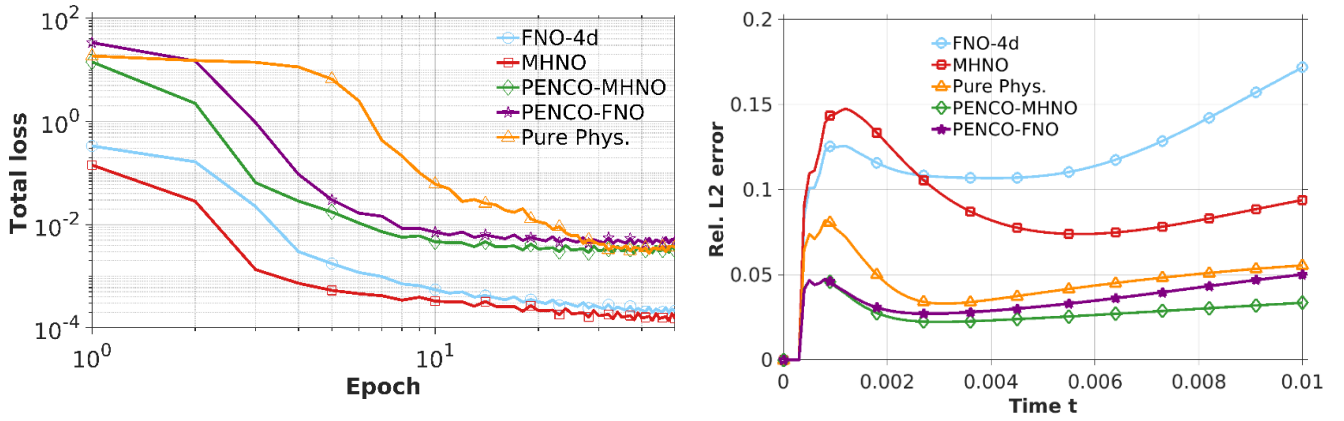 10^2
10^0
10^-2
10^-4
Total loss
FNO-4d
MHNO
PENCO-MHNO
PENCO-FNO
Pure Phys.
10^0
10^1
Epoch
0.2
0.15
0.1
0.05
0
Rel. L2 error
FNO-4d
MHNO
Pure Phys.
PENCO-MHNO
PENCO-FNO
0
0.002
0.004
0.006
0.008
0.01
Time t